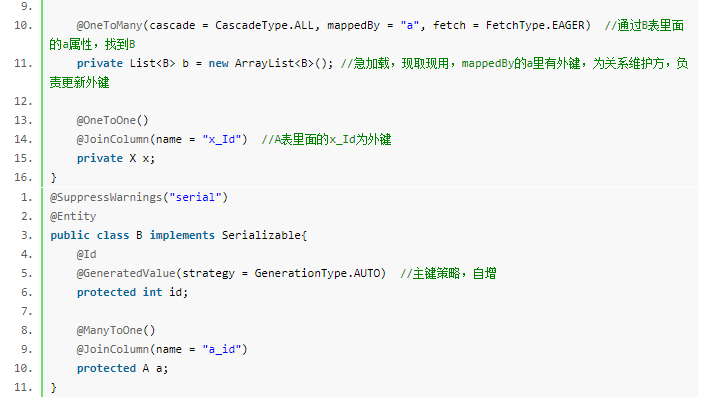 9.
10. @OneToMany(cascade = CascadeType.ALL, mappedBy = "a", fetch = FetchType.EAGER)  //通过B表里面
的a属性，找到B
11. private List<B> b = new ArrayList<B>(); //急加载，现取现用，mappedBy的a里有外键，为关系维护方，负
责更新外键
12.
13. @OneToOne()
14. @JoinColumn(name = "x_Id")  //A表里面的x_Id为外键
15. private X x;
16. }
1. @SuppressWarnings("serial")
2. @Entity
3. public class B implements Serializable{
4. @Id
5. @GeneratedValue(strategy = GenerationType.AUTO)  //主键策略，自增
6. protected int id;
7.
8. @ManyToOne()
9. @JoinColumn(name = "a_id")
10. protected A a;
11. }